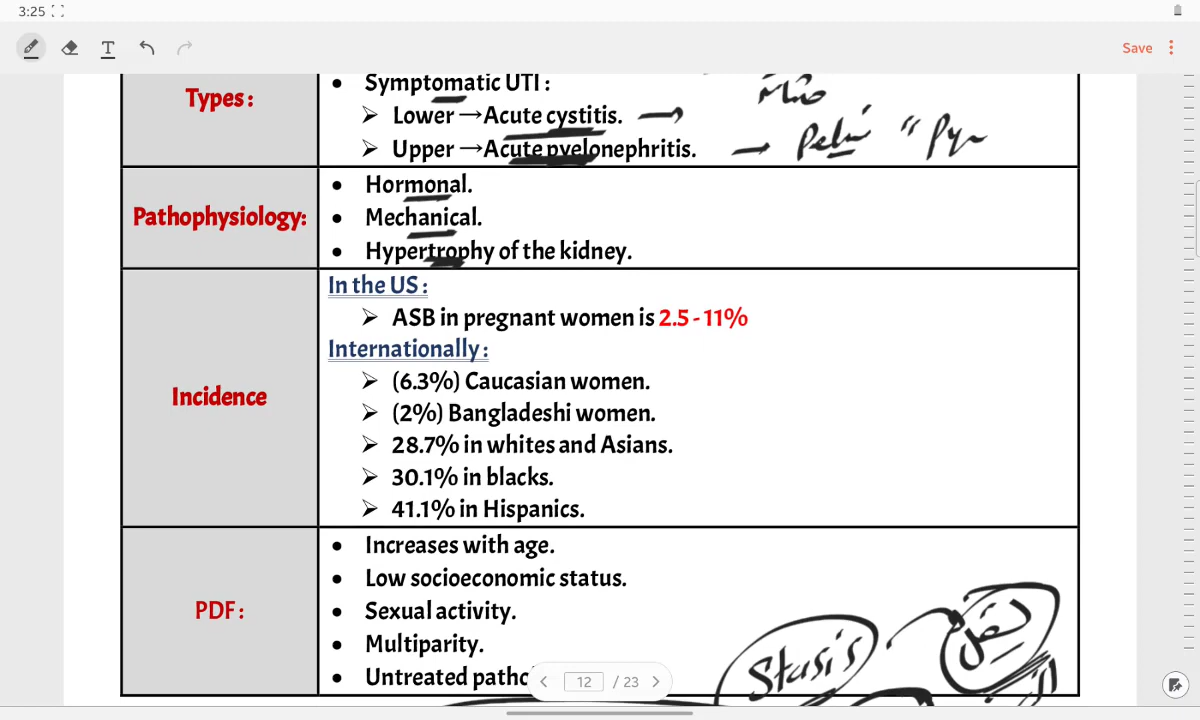 3:25
T
Save
Types :
Symptomatic UTI :
Lower →Acute cystitis.
Upper →Acute pyelonephritis.
Pathophysiology:
Hormonal.
Mechanical.
Hypertrophy of the kidney.
Incidence
In the US :
ASB in pregnant women is 2.5 - 11%
Internationally :
(6.3%) Caucasian women.
(2%) Bangladeshi women.
28.7% in whites and Asians.
30.1% in blacks.
41.1% in Hispanics.
PDF :
Increases with age.
Low socioeconomic status.
Sexual activity.
Multiparity.
Untreated
Stasis
12 / 23